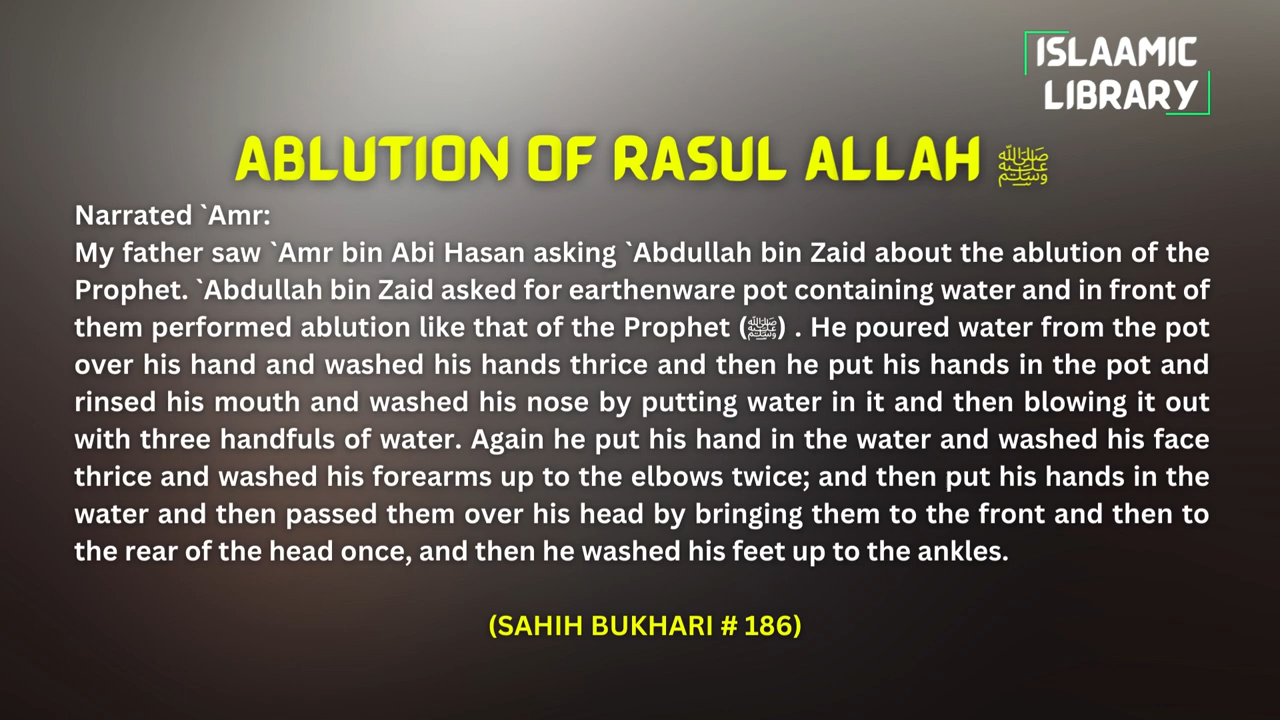 ISLAAMIC
LIBRARY
ABLUTION OF RASUL ALLAH ﷺ
Narrated `Amr:
My father saw `Amr bin Abi Hasan asking `Abdullah bin Zaid about the ablution of the
Prophet. `Abdullah bin Zaid asked for earthenware pot containing water and in front of
them performed ablution like that of the Prophet (ﷺ) . He poured water from the pot
over his hand and washed his hands thrice and then he put his hands in the pot and
rinsed his mouth and washed his nose by putting water in it and then blowing it out
with three handfuls of water. Again he put his hand in the water and washed his face
thrice and washed his forearms up to the elbows twice; and then put his hands in the
water and then passed them over his head by bringing them to the front and then to
the rear of the head once, and then he washed his feet up to the ankles.
(SAHIH BUKHARI # 186)